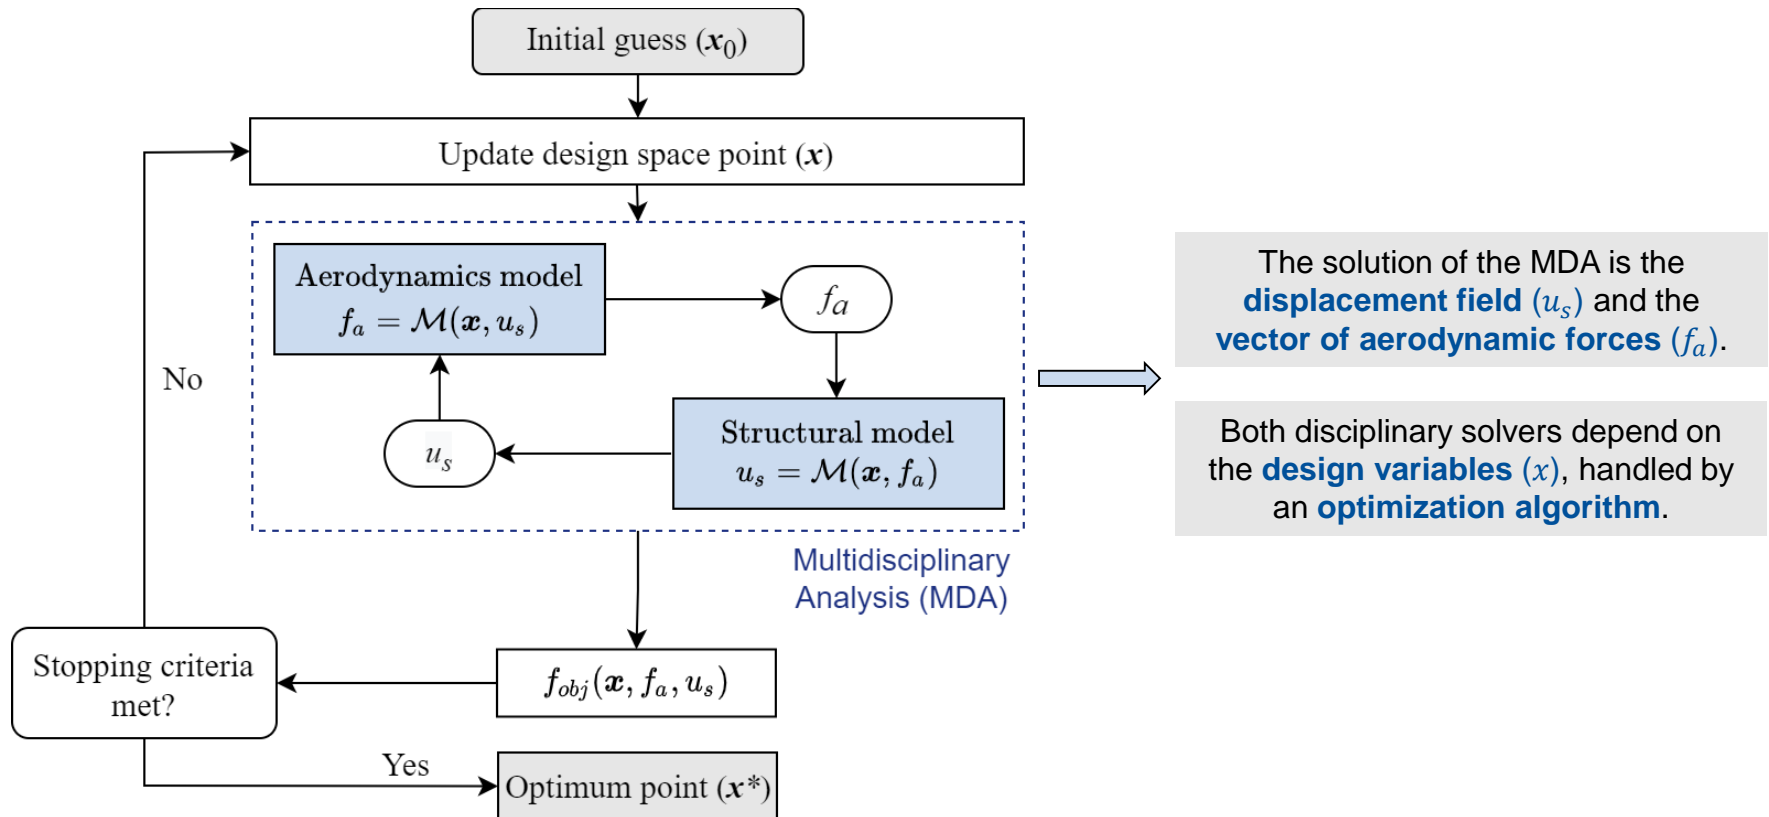 Initial guess (x₀)
Update design space point (x)
Aerodynamics model
fₐ = ℳ(x, uₛ)
fₐ
Structural model
uₛ = ℳ(x, fₐ)
uₛ
Multidisciplinary
Analysis (MDA)
No
Stopping criteria
met?
f_{obj}(x, fₐ, uₛ)
Yes
Optimum point (x*)
The solution of the MDA is the
displacement field (uₛ) and the
vector of aerodynamic forces (fₐ).
Both disciplinary solvers depend on
the design variables (x), handled by
an optimization algorithm.